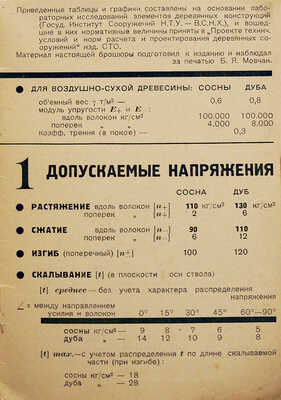 Приведенные таблицы и графики составлены на основании лабо-
раторных исследований элементов деревянных конструкций
(Госуд. Институт Сооружений Н.Т.У. — В.С.Н.Х.), и вошед-
шие в них нормативные величины приняты в „Проекте технич.
условий и норм расчета и проектирования деревянных со-
оружений" изд. СТО.
Материал настоящей брошюры подготовил к изданию и наблюдал
за печатью Б. Я. Мовчан.
● ДЛЯ ВОЗДУШНО-СУХОЙ ДРЕВЕСИНЫ: СОСНЫ ДУБА
об'емный вес γ т/м³ — 0,6 0,8
модуль упругости E+ и E− :
вдоль волокон кг/см² 100.000 100.000
поперек „ „ 4.000 8.000
коэфф. трения (в покое) — 0,3
1 ДОПУСКАЕМЫЕ НАПРЯЖЕНИЯ
СОСНА ДУБ
● РАСТЯЖЕНИЕ вдоль волокон [n+] 110 кг/см² 130 кг/см²
поперек „ [n+] 2 6
● СЖАТИЕ вдоль волокон [n−] 90 110
поперек „ [n−] 6 12
● ИЗГИБ (поперечный) [n±] 100 120
● СКАЛЫВАНИЕ [t] (в плоскости || оси ствола)
[t] среднее — без учета характера распределения
напряжения
∠ α между направлением
усилия и волокон 0° 15° 30° 45° 60°—90°
сосны кг/см² — 9 8 7 6 5
дуба „ — 14 12 10 9 8
[t] max.—с учетом распределения t по длине скалываемой
части (при изгибе) :
сосны кг/см² — 18
дуба „ — 28